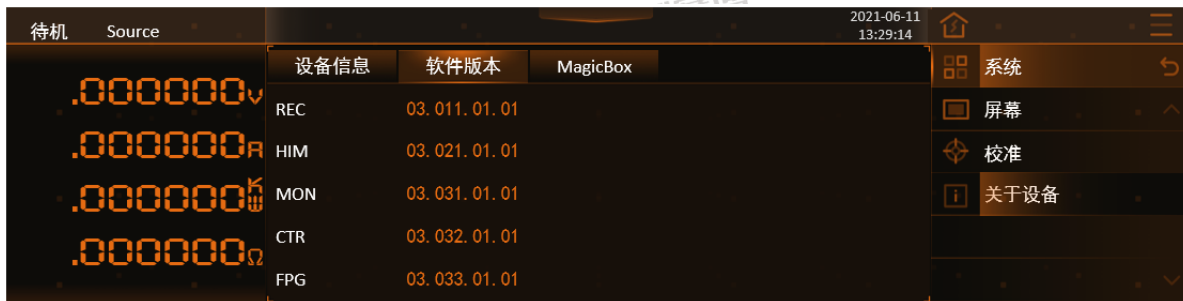 待机 Source
2021-06-11
13:29:14
设备信息 软件版本 MagicBox
.000000V
.000000A
.000000KW
.000000Ω
REC 03.011.01.01
HIM 03.021.01.01
MON 03.031.01.01
CTR 03.032.01.01
FPG 03.033.01.01
系统
屏幕
校准
关于设备